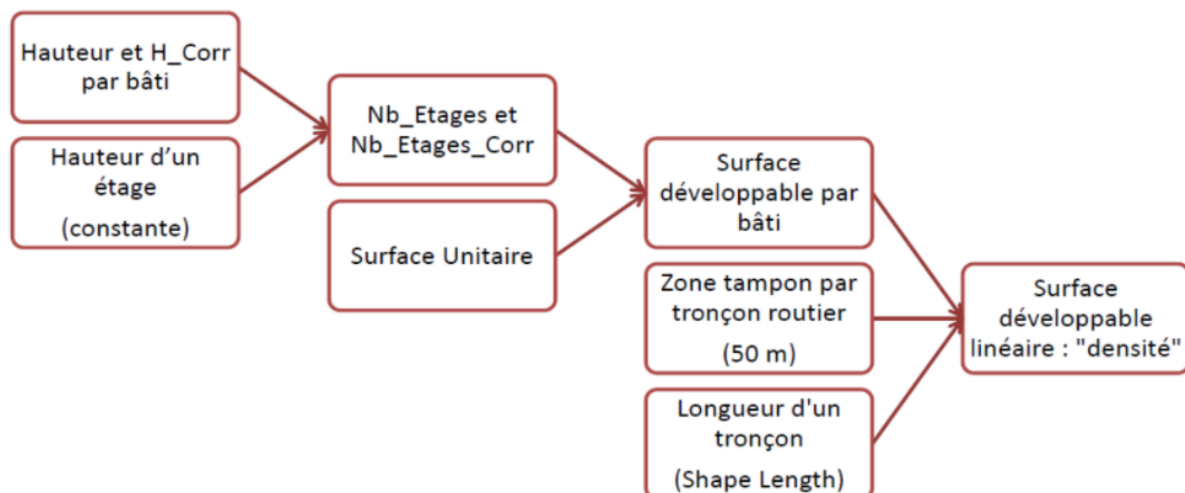 Hauteur et H_Corr
par bâti
Hauteur d’un
étage
(constante)
Nb_Etages et
Nb_Etages_Corr
Surface Unitaire
Surface
développable par
bâti
Zone tampon par
tronçon routier
(50 m)
Longueur d'un
tronçon
(Shape Length)
Surface
développable
linéaire : "densité"